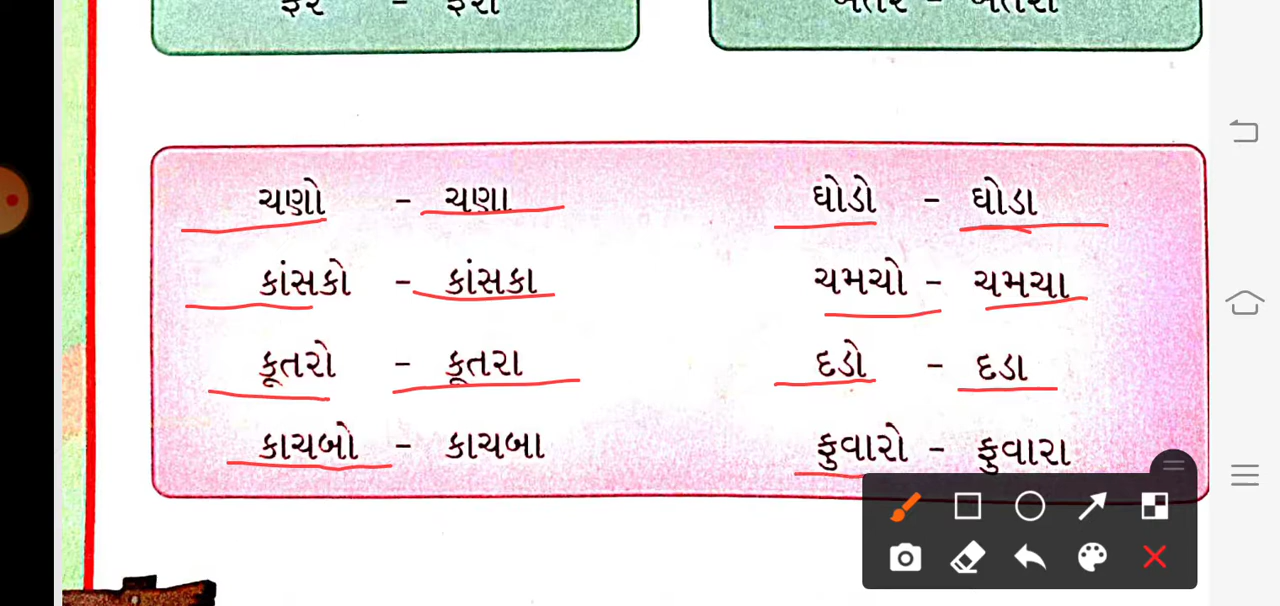 ચણો - ચણા
ઘોડો - ઘોડા
કાંસકો - કાંસકા
ચમચો - ચમચા
કૂતરો - કૂતરા
દડો - દડા
કાચબો - કાચબા
ફુવારો - ફુવારા